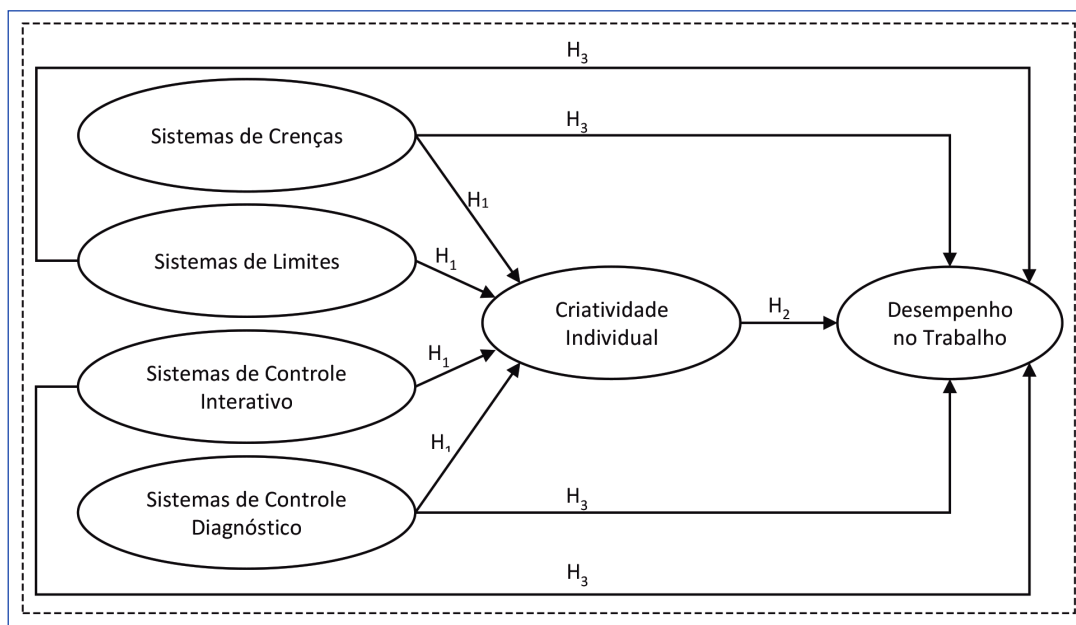 H₃
Sistemas de Crenças
H₃
H₁
Sistemas de Limites
H₁
Criatividade
Individual
H₂
Desempenho
no Trabalho
Sistemas de Controle
Interativo
H₁
H₁
Sistemas de Controle
Diagnóstico
H₃
H₃